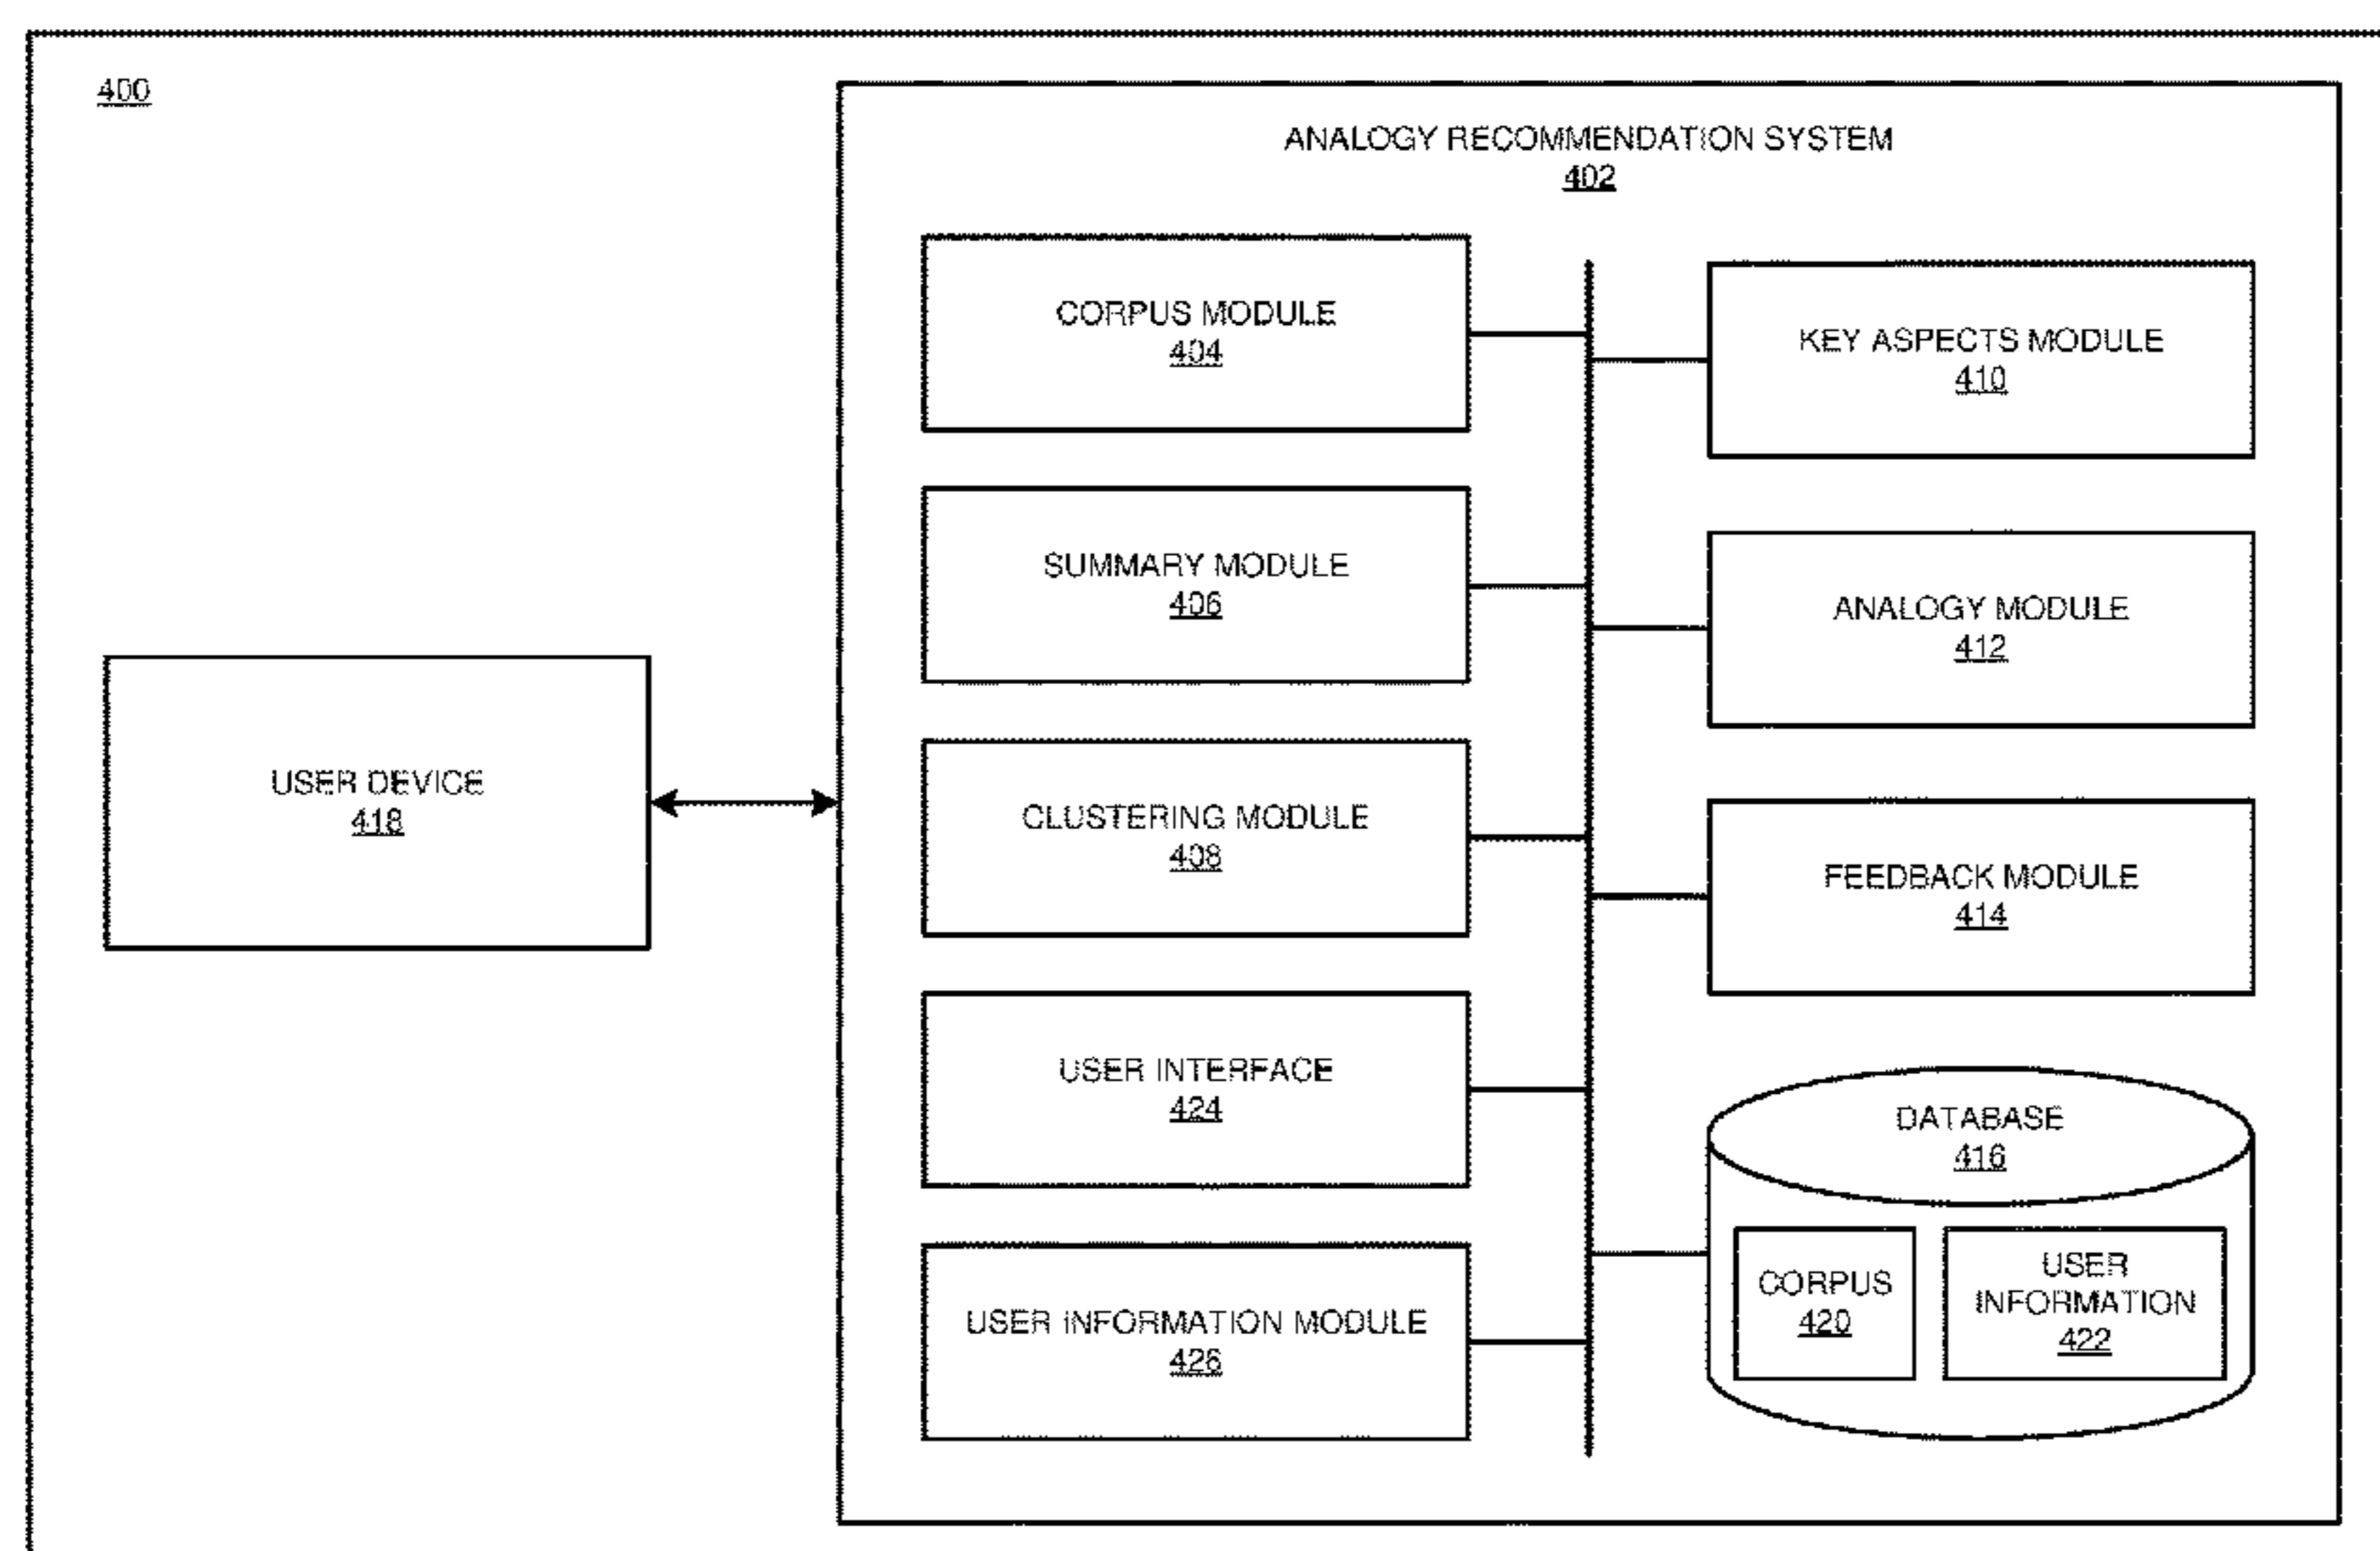 400
ANALOGY RECOMMENDATION SYSTEM
402
CORPUS MODULE
404
KEY ASPECTS MODULE
410
SUMMARY MODULE
406
ANALOGY MODULE
412
USER DEVICE
418
CLUSTERING MODULE
408
FEEDBACK MODULE
414
USER INTERFACE
424
DATABASE
416
CORPUS
420
USER
INFORMATION
422
USER INFORMATION MODULE
426